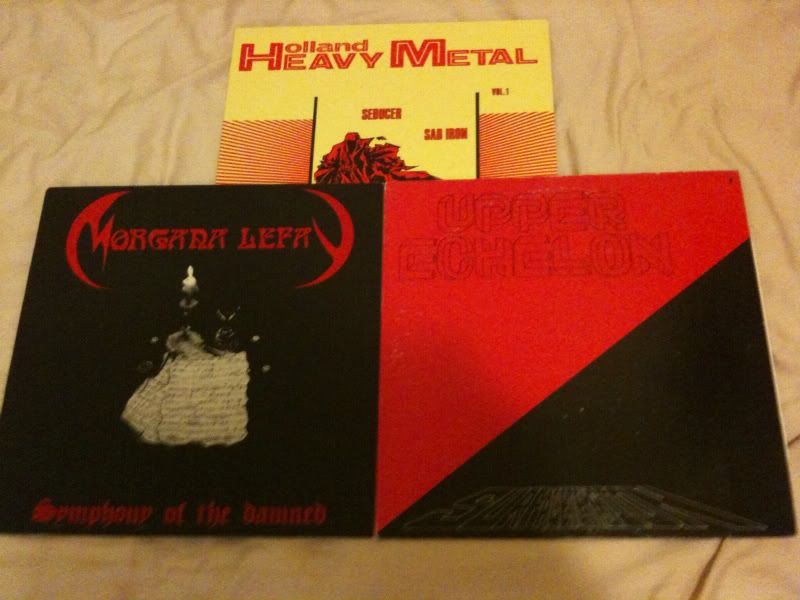 Holland
HEAVY METAL
VOL. 1
SEDUCER
SAD IRON
MORGANA LEFAY
Symphony of the damned
UPPER
ECHELON